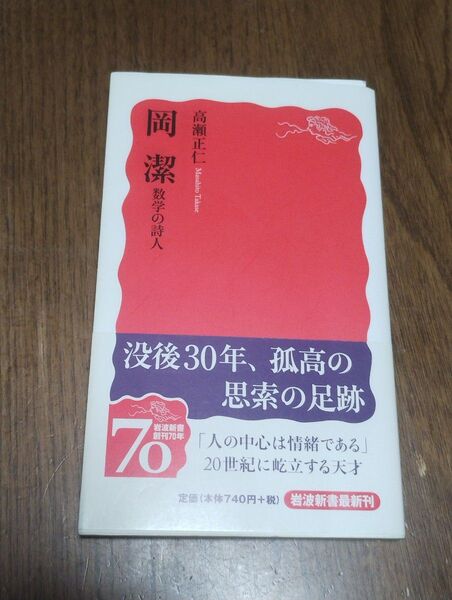 高瀬正仁
Masahito Takase
岡潔
数学の詩人
没後30年、孤高の
思索の足跡
岩波新書
創刊70年
70
「人の中心は情緒である」
20世紀に屹立する天才
定価(本体740円+税)
岩波新書最新刊